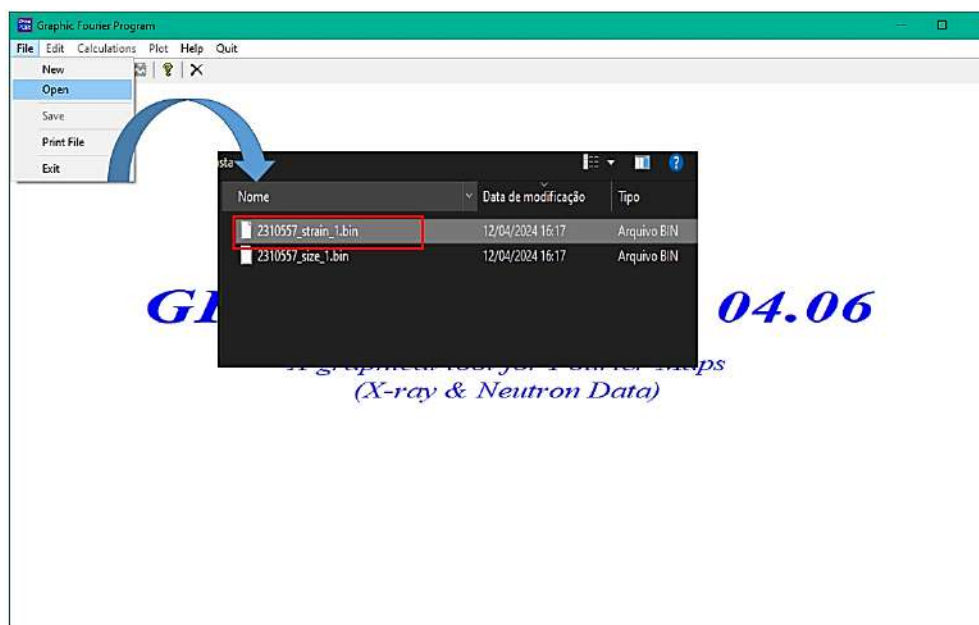 Graphic Fourier Program
File Edit Calculations Plot Help Quit
New
Open
Save
Print File
Exit
Nome Data de modificação Tipo
2310557_strain_1.bin 12/04/2024 16:17 Arquivo BIN
2310557_size_1.bin 12/04/2024 16:17 Arquivo BIN
04.06
(X-ray & Neutron Data)